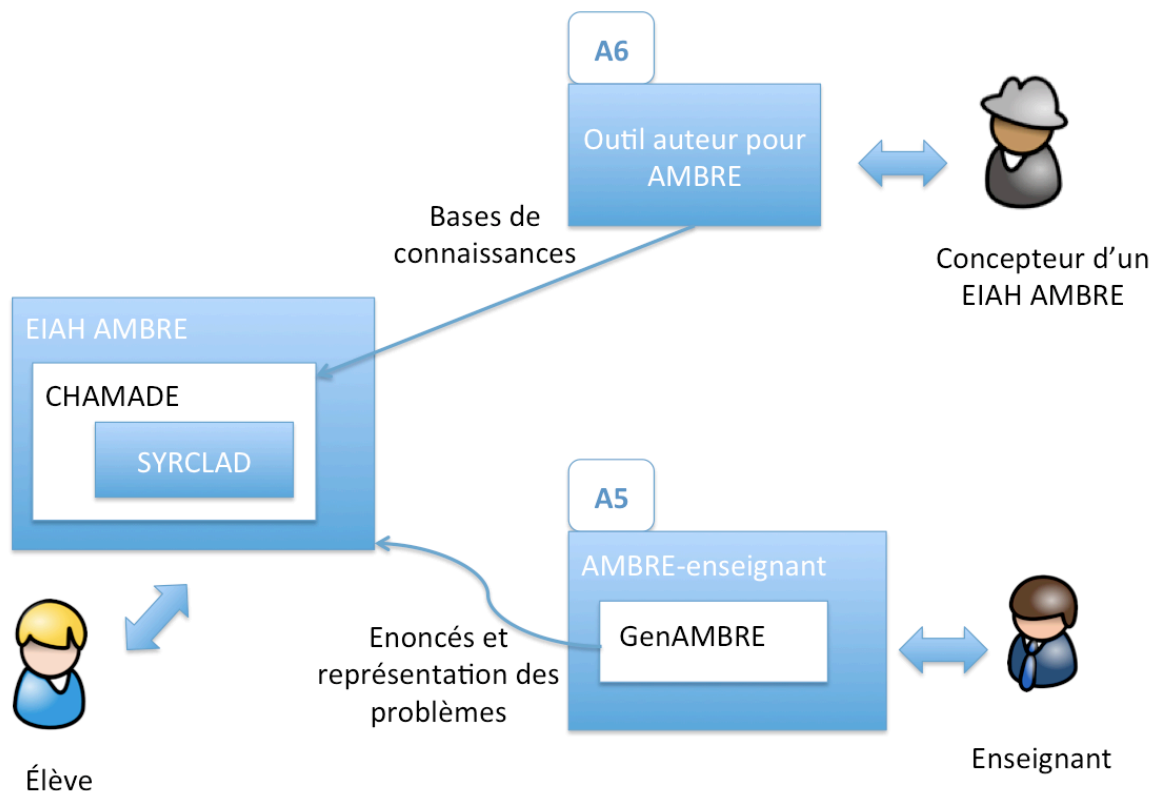 A6
Outil auteur pour
AMBRE
Bases de
connaissances
Concepteur d'un
EIAH AMBRE
EIAH AMBRE
CHAMADE
SYRCLAD
A5
AMBRE-enseignant
GenAMBRE
Enoncés et
représentation des
problèmes
Enseignant
Élève